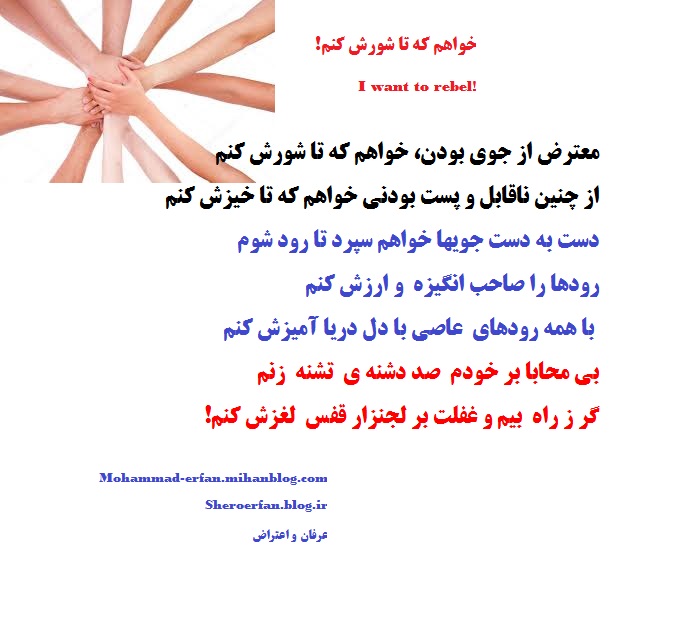 خواهم که تا شورش کنم!
I want to rebel!
معترض از جوی بودن، خواهم که تا شورش کنم
از چنین ناقابل و پست بودنی خواهم که تا خیزش کنم
دست به دست جویها خواهم سپرد تا رود شوم
رودها را صاحب انگیزه و ارزش کنم
با همه رودهای عاصی با دل دریا آمیزش کنم
بی محابا بر خودم صد دشنه ی تشنه زنم
گر ز راه بیم و غفلت بر لجنزار قفس لغزش کنم!
Mohammad-erfan.mihanblog.com
Sheroerfan.blog.ir
عرفان و اعتراض